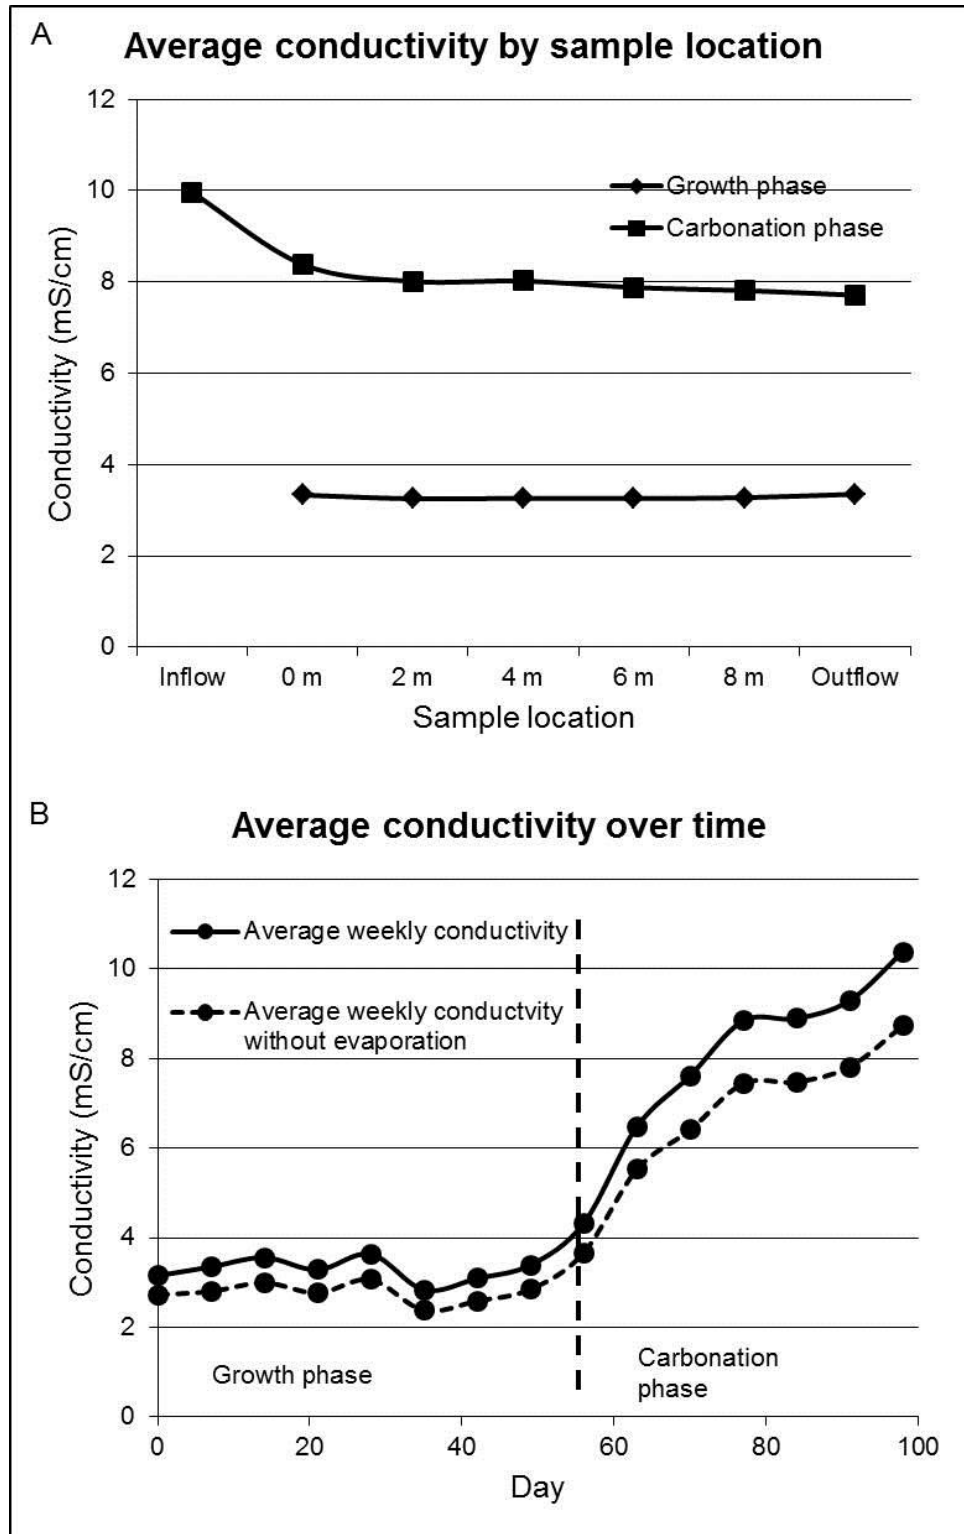 A
Average conductivity by sample location
12
10
8
6
4
2
0
Conductivity (mS/cm)
Growth phase
Carbonation phase
Inflow 0 m 2 m 4 m 6 m 8 m Outflow
Sample location
B
Average conductivity over time
12
10
8
6
4
2
0
Conductivity (mS/cm)
Average weekly conductivity
Average weekly conductvity
without evaporation
Growth phase
Carbonation
phase
0 20 40 60 80 100
Day